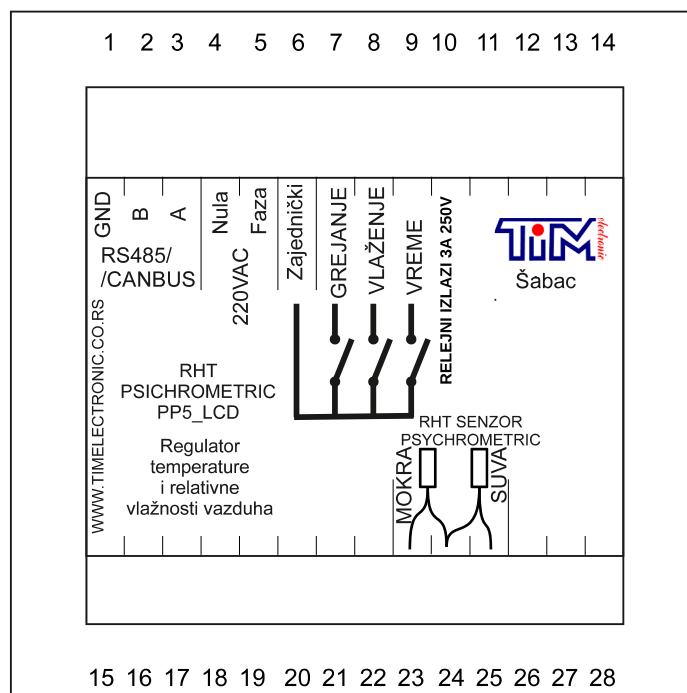 1 2 3 4 5 6 7 8 9 10 11 12 13 14
GND
B
A
RS485/
/CANBUS
Nula
Faza
220VAC
Zajednički
GREJANJE
VLAŽENJE
VREME
RELEJNI IZLAZI 3A 250V
TiM electronic
Šabac
WWW.TIMELECTRONIC.CO.RS
RHT
PSICHROMETRIC
PP5_LCD
Regulator
temperature
i relativne
vlažnosti vazduha
RHT SENZOR
PSYCHROMETRIC
MOKRA
SUVA
15 16 17 18 19 20 21 22 23 24 25 26 27 28